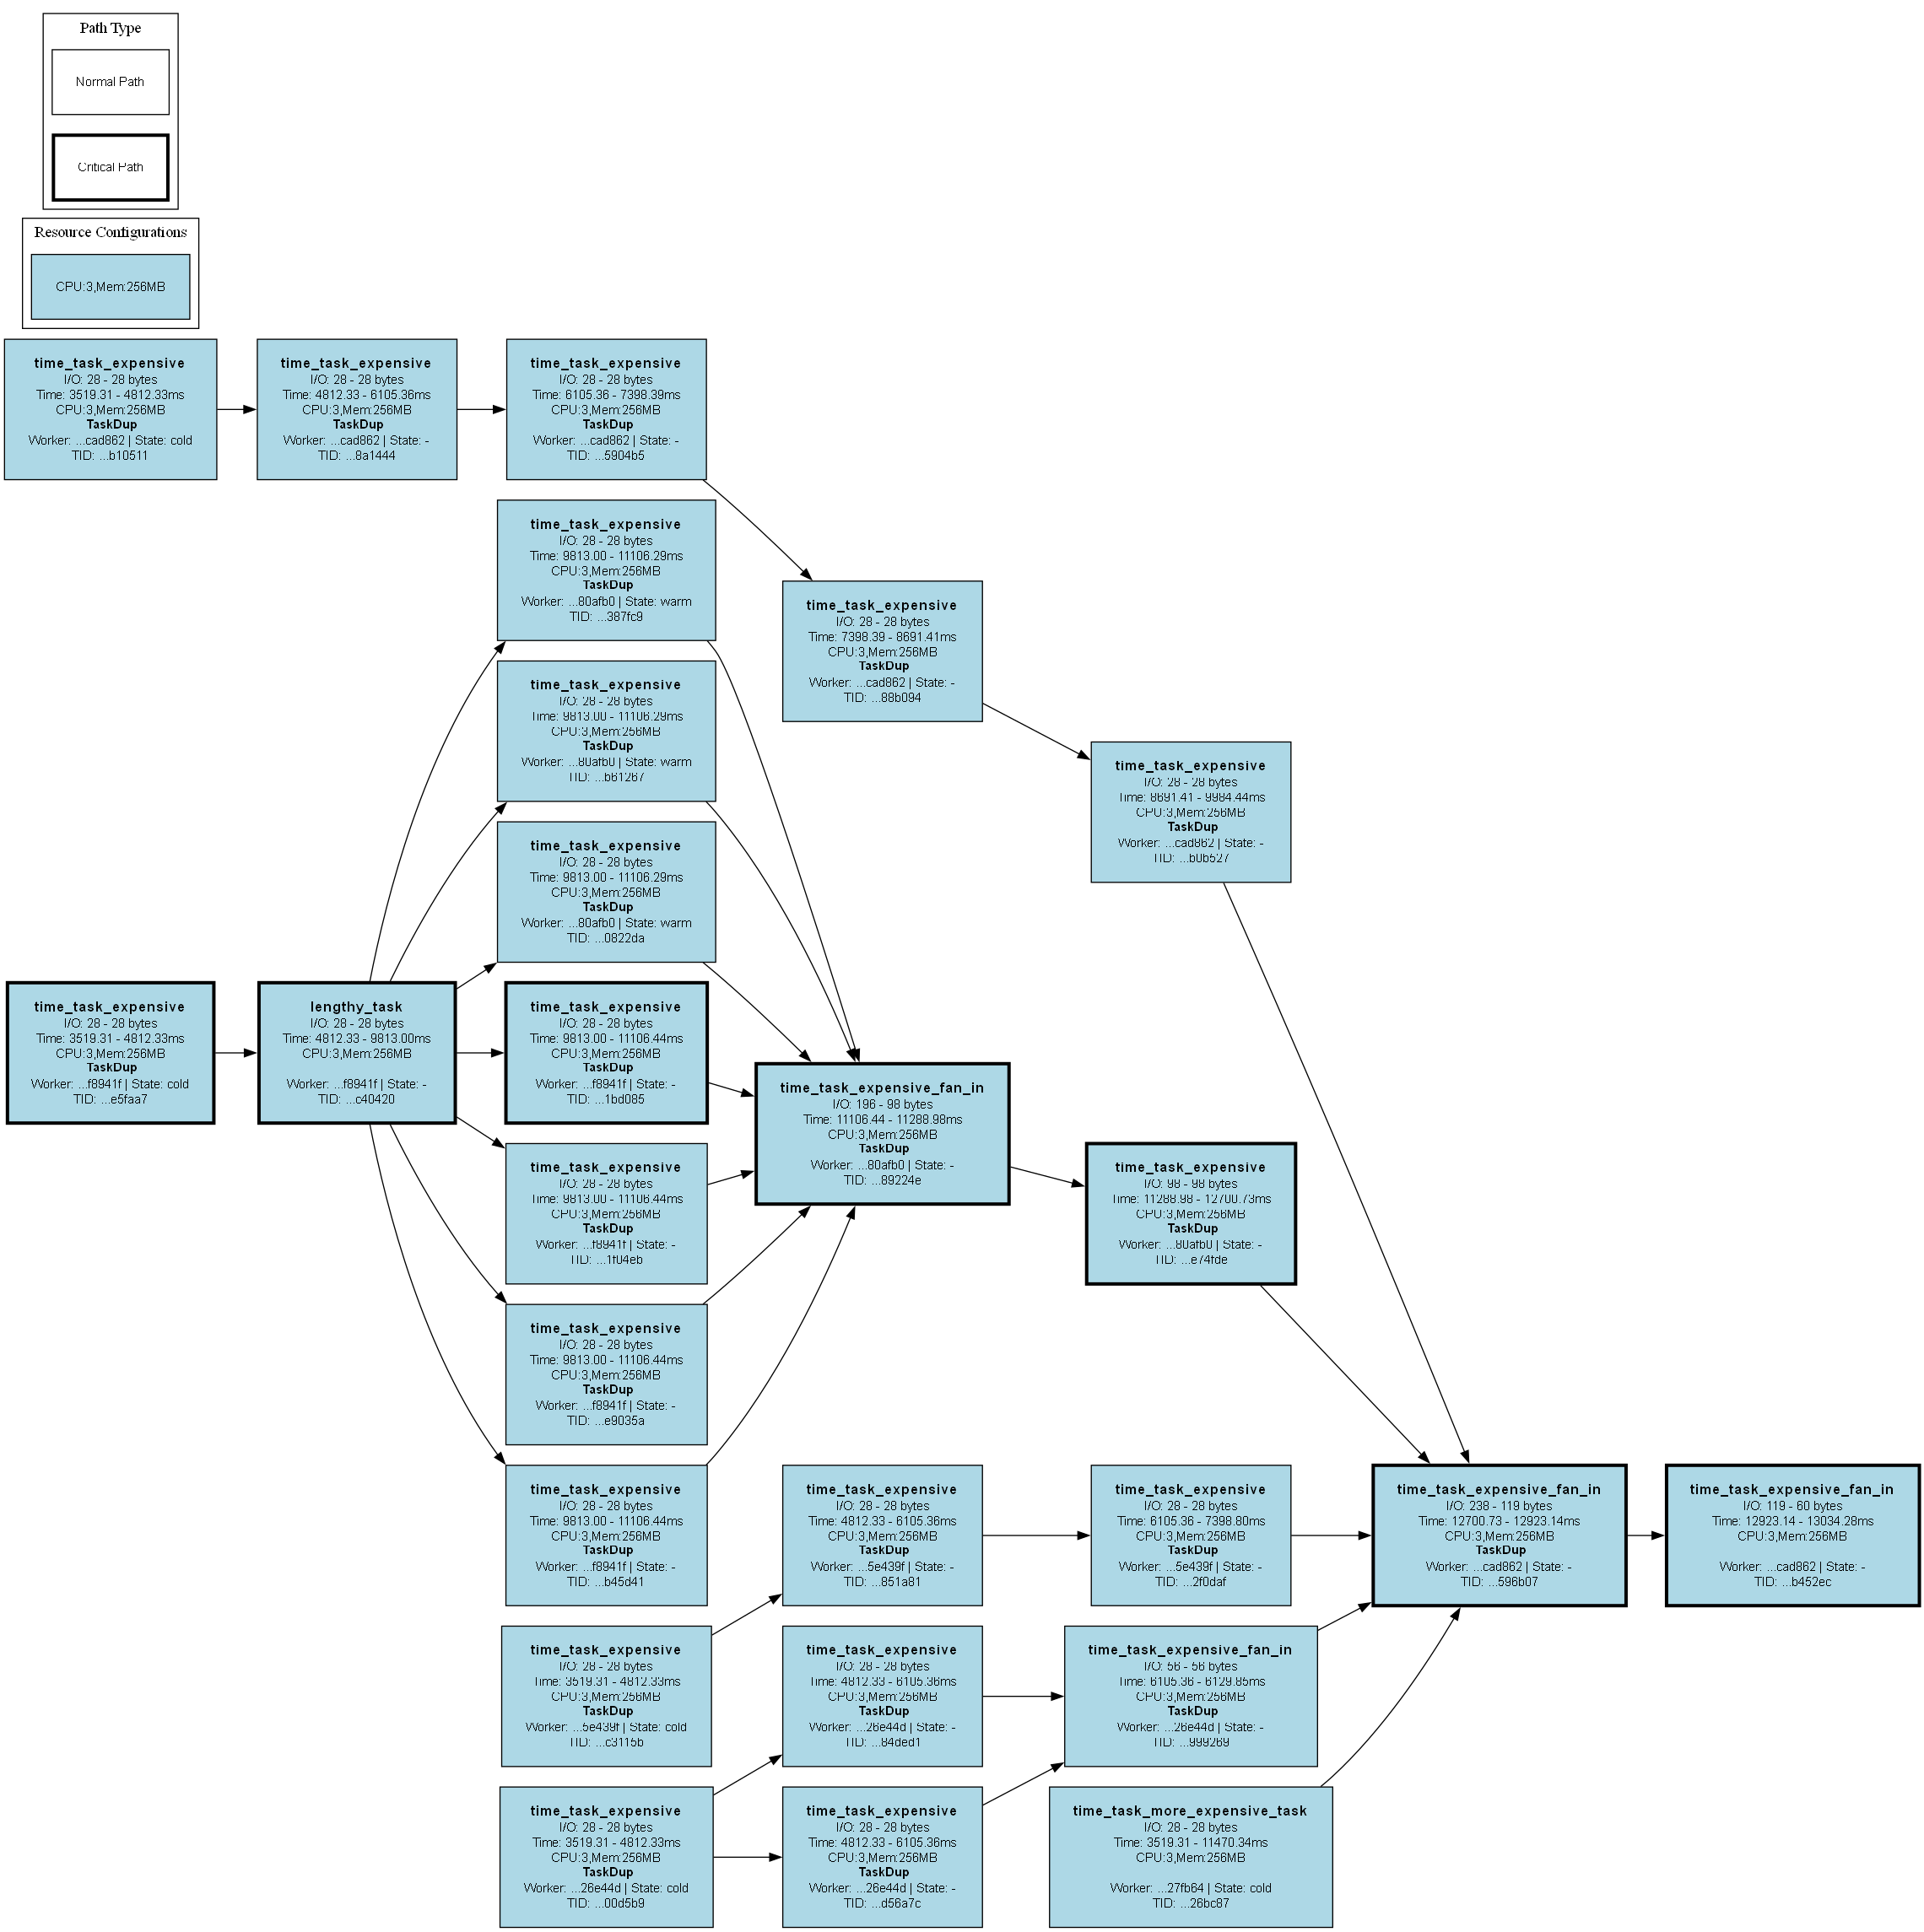 Path Type
Normal Path
Critical Path
Resource Configurations
CPU:3,Mem:256MB
time_task_expensive
I/O: 28 - 28 bytes
Time: 3519.31 - 4812.33ms
CPU:3,Mem:256MB
TaskDup
Worker: ...cad862 | State: cold
TID: ...b10511
time_task_expensive
I/O: 28 - 28 bytes
Time: 4812.33 - 6105.36ms
CPU:3,Mem:256MB
TaskDup
Worker: ...cad862 | State: -
TID: ...8a1444
time_task_expensive
I/O: 28 - 28 bytes
Time: 6105.36 - 7398.39ms
CPU:3,Mem:256MB
TaskDup
Worker: ...cad862 | State: -
TID: ...5904b5
time_task_expensive
I/O: 28 - 28 bytes
Time: 9813.00 - 11106.29ms
CPU:3,Mem:256MB
TaskDup
Worker: ...80afb0 | State: warm
TID: ...387fc9
time_task_expensive
I/O: 28 - 28 bytes
Time: 7398.39 - 8691.41ms
CPU:3,Mem:256MB
TaskDup
Worker: ...cad862 | State: -
TID: ...88b094
time_task_expensive
I/O: 28 - 28 bytes
Time: 9813.00 - 11106.29ms
CPU:3,Mem:256MB
TaskDup
Worker: ...80afb0 | State: warm
TID: ...b61267
time_task_expensive
I/O: 28 - 28 bytes
Time: 8691.41 - 9984.44ms
CPU:3,Mem:256MB
TaskDup
Worker: ...cad862 | State: -
TID: ...b0b527
time_task_expensive
I/O: 28 - 28 bytes
Time: 9813.00 - 11106.29ms
CPU:3,Mem:256MB
TaskDup
Worker: ...80afb0 | State: warm
TID: ...0822da
time_task_expensive
I/O: 28 - 28 bytes
Time: 3519.31 - 4812.33ms
CPU:3,Mem:256MB
TaskDup
Worker: ...f8941f | State: cold
TID: ...e5faa7
lengthy_task
I/O: 28 - 28 bytes
Time: 4812.33 - 9813.00ms
CPU:3,Mem:256MB
Worker: ...f8941f | State: -
TID: ...c40420
time_task_expensive
I/O: 28 - 28 bytes
Time: 9813.00 - 11106.44ms
CPU:3,Mem:256MB
TaskDup
Worker: ...f8941f | State: -
TID: ...1bd085
time_task_expensive_fan_in
I/O: 196 - 98 bytes
Time: 11106.44 - 11288.98ms
CPU:3,Mem:256MB
TaskDup
Worker: ...80afb0 | State: -
TID: ...89224e
time_task_expensive
I/O: 28 - 28 bytes
Time: 9813.00 - 11106.44ms
CPU:3,Mem:256MB
TaskDup
Worker: ...f8941f | State: -
TID: ...1f04eb
time_task_expensive
I/O: 98 - 98 bytes
Time: 11288.98 - 12700.73ms
CPU:3,Mem:256MB
TaskDup
Worker: ...80afb0 | State: -
TID: ...e74fde
time_task_expensive
I/O: 28 - 28 bytes
Time: 9813.00 - 11106.44ms
CPU:3,Mem:256MB
TaskDup
Worker: ...f8941f | State: -
TID: ...e9035a
time_task_expensive
I/O: 28 - 28 bytes
Time: 9813.00 - 11106.44ms
CPU:3,Mem:256MB
TaskDup
Worker: ...f8941f | State: -
TID: ...b45d41
time_task_expensive
I/O: 28 - 28 bytes
Time: 4812.33 - 6105.36ms
CPU:3,Mem:256MB
TaskDup
Worker: ...5e439f | State: -
TID: ...851a81
time_task_expensive
I/O: 28 - 28 bytes
Time: 6105.36 - 7398.80ms
CPU:3,Mem:256MB
TaskDup
Worker: ...5e439f | State: -
TID: ...2f0daf
time_task_expensive_fan_in
I/O: 238 - 119 bytes
Time: 12700.73 - 12923.14ms
CPU:3,Mem:256MB
TaskDup
Worker: ...cad862 | State: -
TID: ...596b07
time_task_expensive_fan_in
I/O: 119 - 60 bytes
Time: 12923.14 - 13034.28ms
CPU:3,Mem:256MB
Worker: ...cad862 | State: -
TID: ...b452ec
time_task_expensive
I/O: 28 - 28 bytes
Time: 3519.31 - 4812.33ms
CPU:3,Mem:256MB
TaskDup
Worker: ...5e439f | State: cold
TID: ...c3115b
time_task_expensive
I/O: 28 - 28 bytes
Time: 4812.33 - 6105.36ms
CPU:3,Mem:256MB
TaskDup
Worker: ...26e44d | State: -
TID: ...84ded1
time_task_expensive_fan_in
I/O: 56 - 56 bytes
Time: 6105.36 - 6129.85ms
CPU:3,Mem:256MB
TaskDup
Worker: ...26e44d | State: -
TID: ...999269
time_task_expensive
I/O: 28 - 28 bytes
Time: 3519.31 - 4812.33ms
CPU:3,Mem:256MB
TaskDup
Worker: ...26e44d | State: cold
TID: ...00d5b9
time_task_expensive
I/O: 28 - 28 bytes
Time: 4812.33 - 6105.36ms
CPU:3,Mem:256MB
TaskDup
Worker: ...26e44d | State: -
TID: ...d56a7c
time_task_more_expensive_task
I/O: 28 - 28 bytes
Time: 3519.31 - 11470.34ms
CPU:3,Mem:256MB
Worker: ...27fb64 | State: cold
TID: ...26bc87